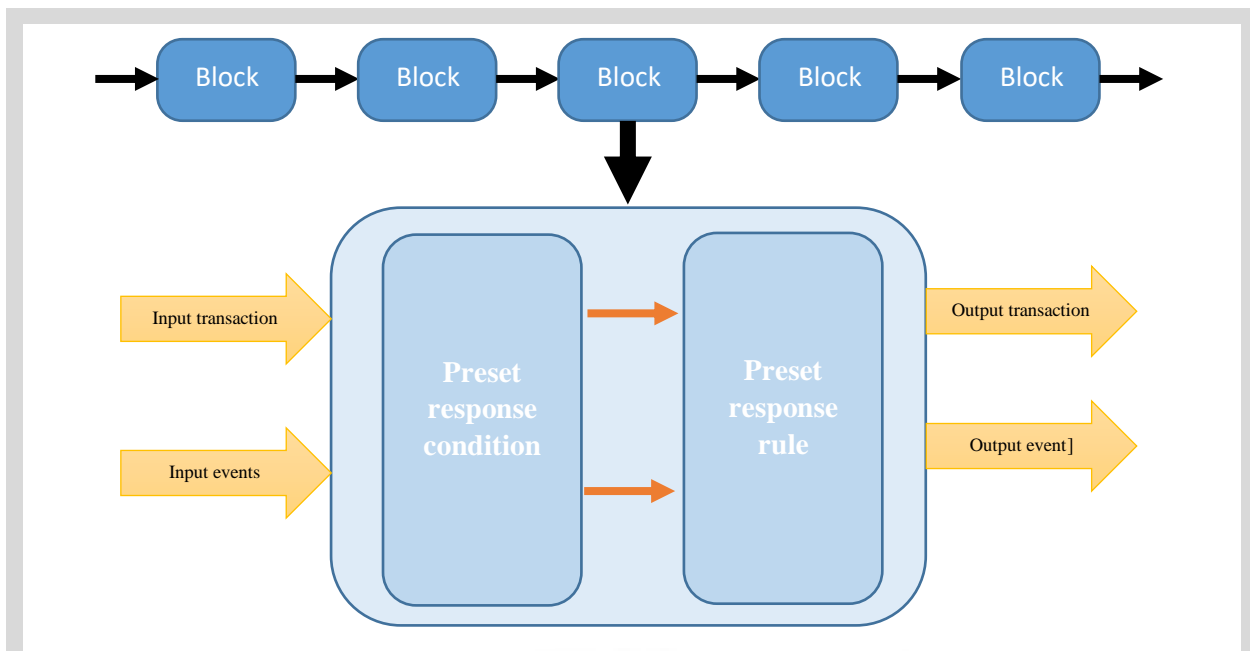 Block Block Block Block Block
Input transaction
Output transaction
Preset
response
condition
Preset
response
rule
Input events
Output event]